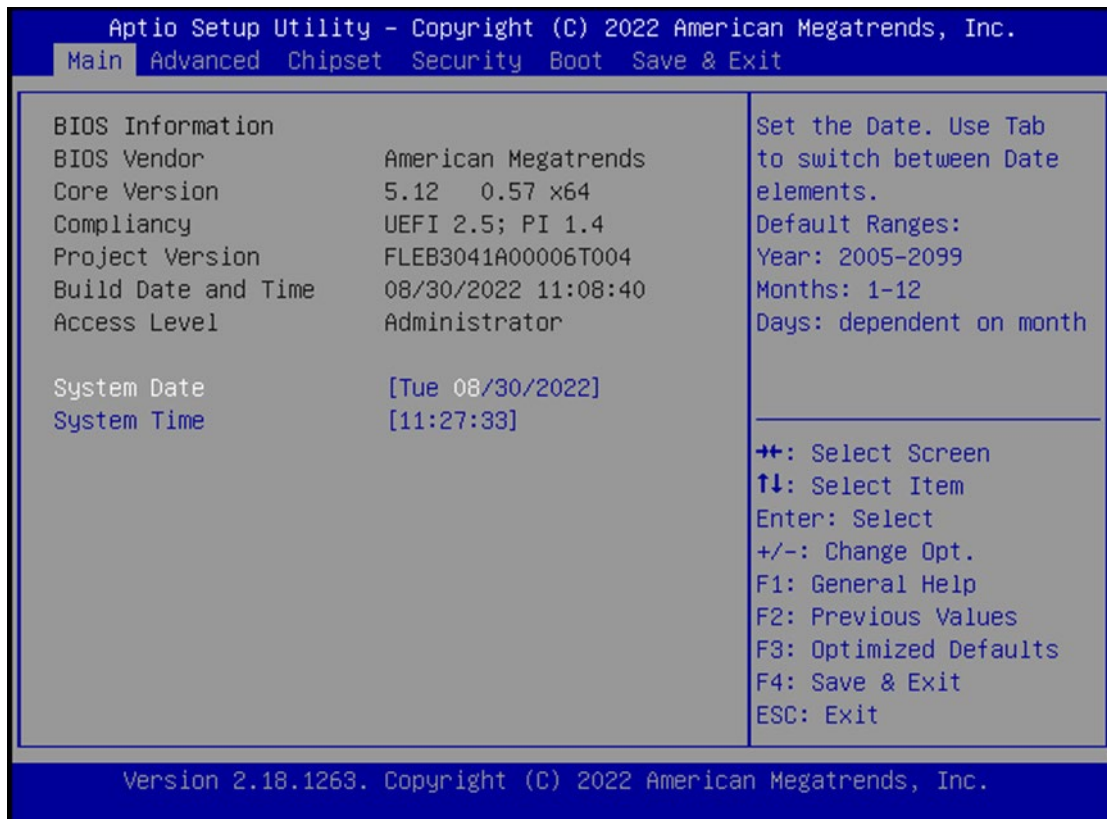 Aptio Setup Utility – Copyright (C) 2022 American Megatrends, Inc.
Main Advanced Chipset Security Boot Save & Exit
BIOS Information
BIOS Vendor American Megatrends
Core Version 5.12 0.57 x64
Compliancy UEFI 2.5; PI 1.4
Project Version FLEB3041A00006T004
Build Date and Time 08/30/2022 11:08:40
Access Level Administrator
System Date [Tue 08/30/2022]
System Time [11:27:33]
Set the Date. Use Tab
to switch between Date
elements.
Default Ranges:
Year: 2005-2099
Months: 1-12
Days: dependent on month
→←: Select Screen
↑↓: Select Item
Enter: Select
+/-: Change Opt.
F1: General Help
F2: Previous Values
F3: Optimized Defaults
F4: Save & Exit
ESC: Exit
Version 2.18.1263. Copyright (C) 2022 American Megatrends, Inc.